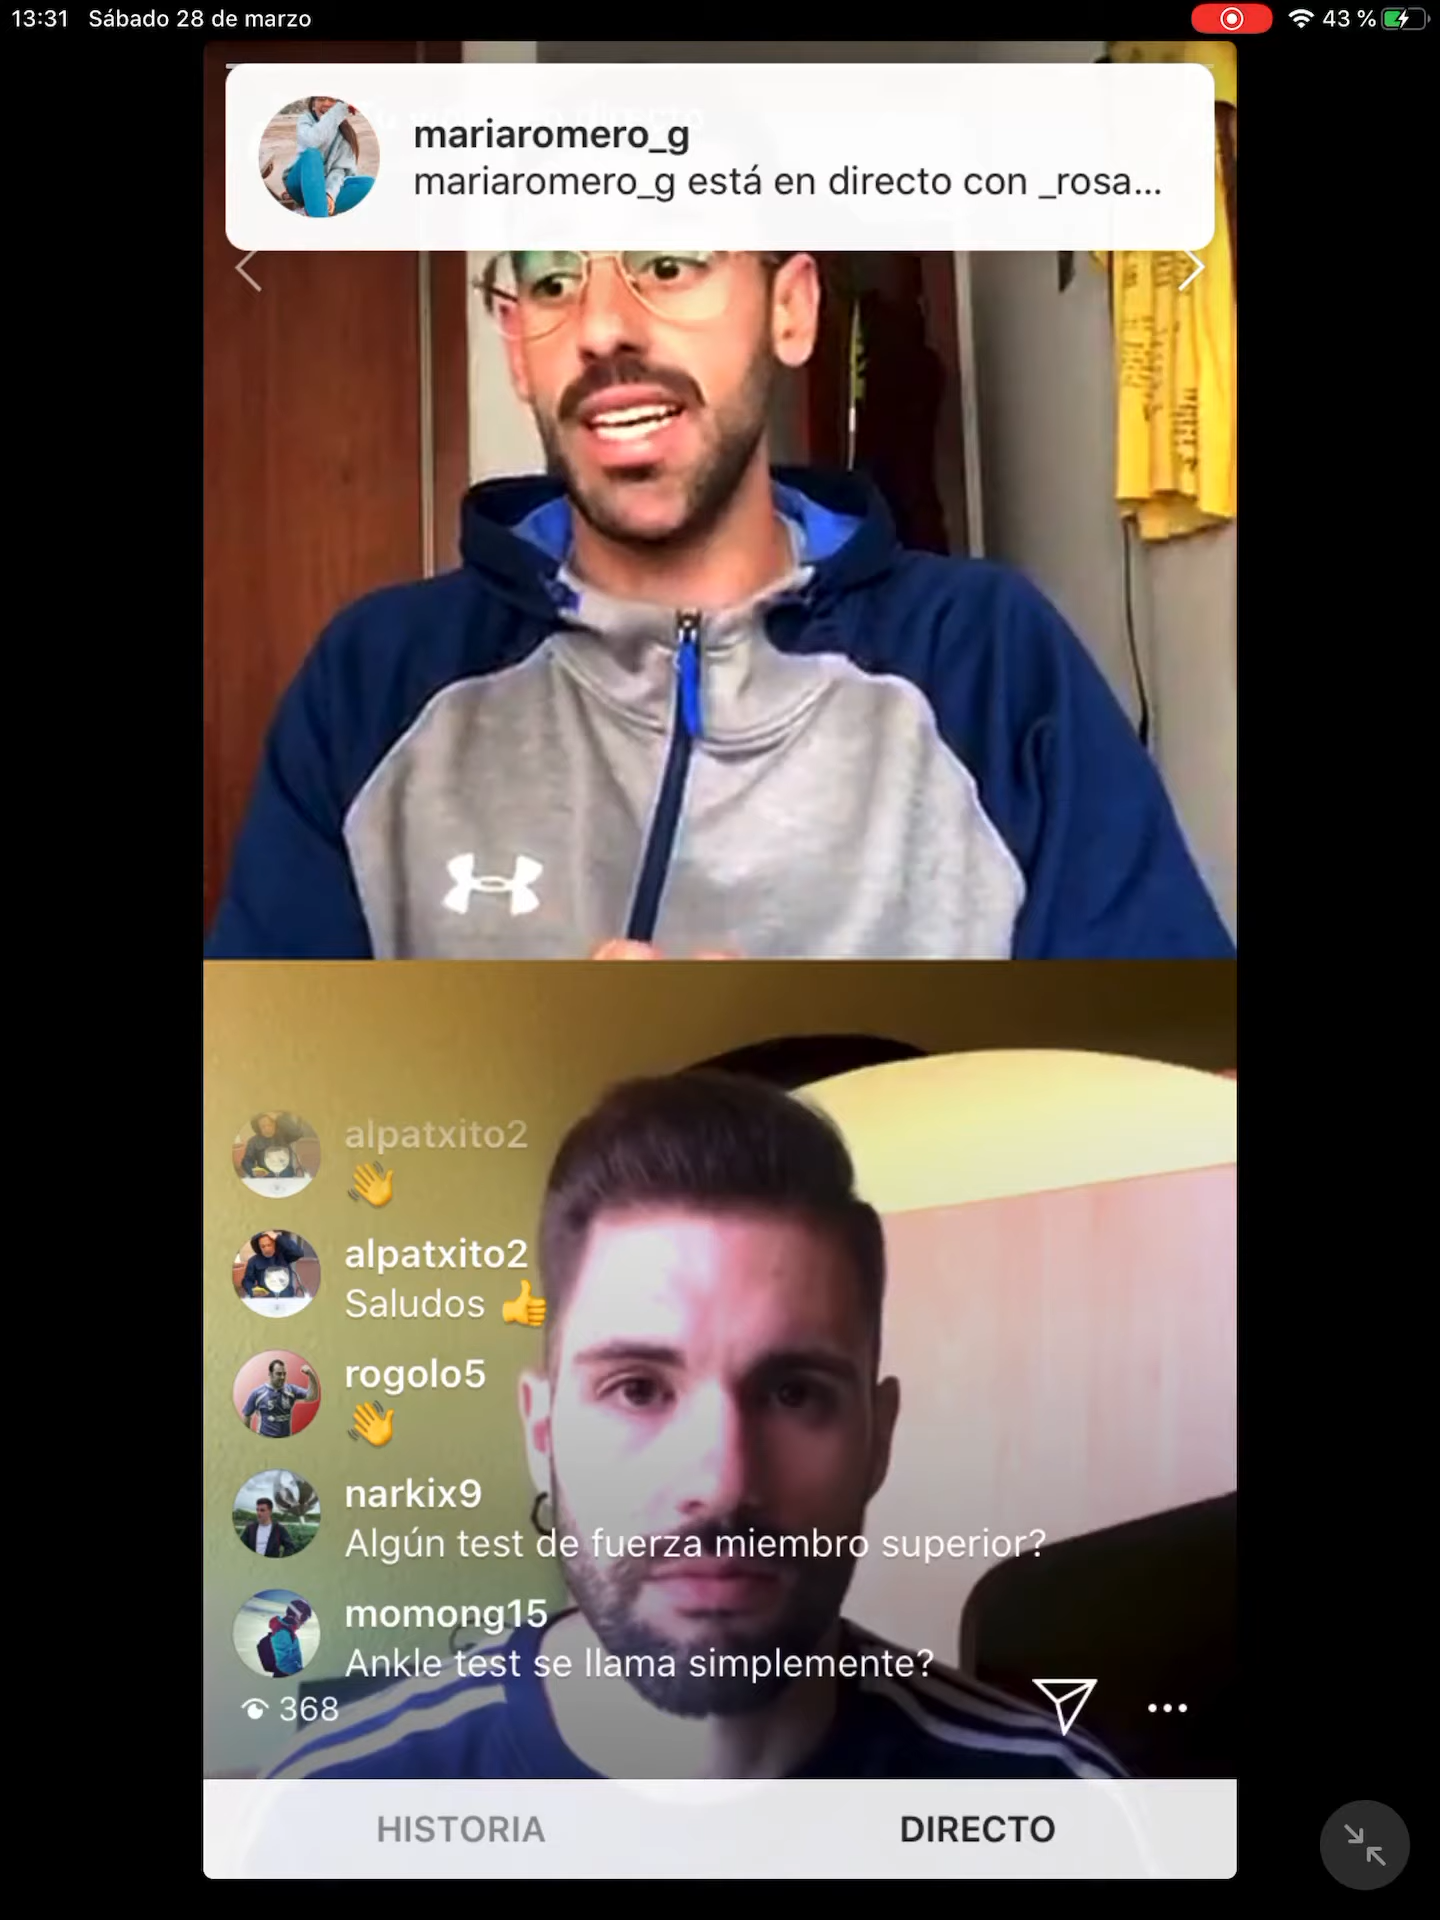 13:31 Sábado 28 de marzo
43 %
mariaromero_g
mariaromero_g está en directo con _rosa...
alpatxito2
👋
alpatxito2
Saludos 👍
rogolo5
👋
narkix9
Algún test de fuerza miembro superior?
momong15
Ankle test se llama simplemente?
368
HISTORIA
DIRECTO